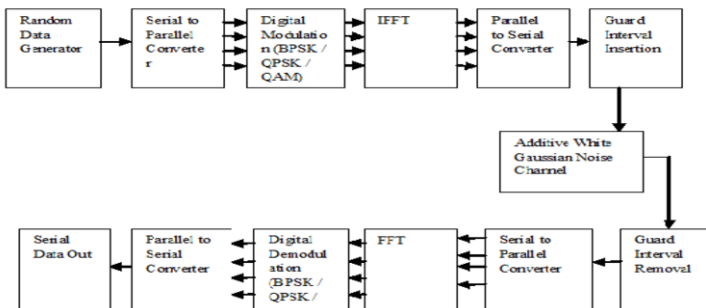 Random
Data
Generator
Serial to
Parallel
Converte
r
Digital
Modulatio
n (BPSK /
QPSK /
QAM)
IFFT
Parallel
to Serial
Converter
Guard
Interval
Insertion
Additive White
Gaussian Noise
Channel
Serial
Data Out
Parallel to
Serial
Converter
Digital
Demodul
ation
(BPSK /
QPSK /
FFT
Serial to
Parallel
Converter
Guard
Interval
Removal